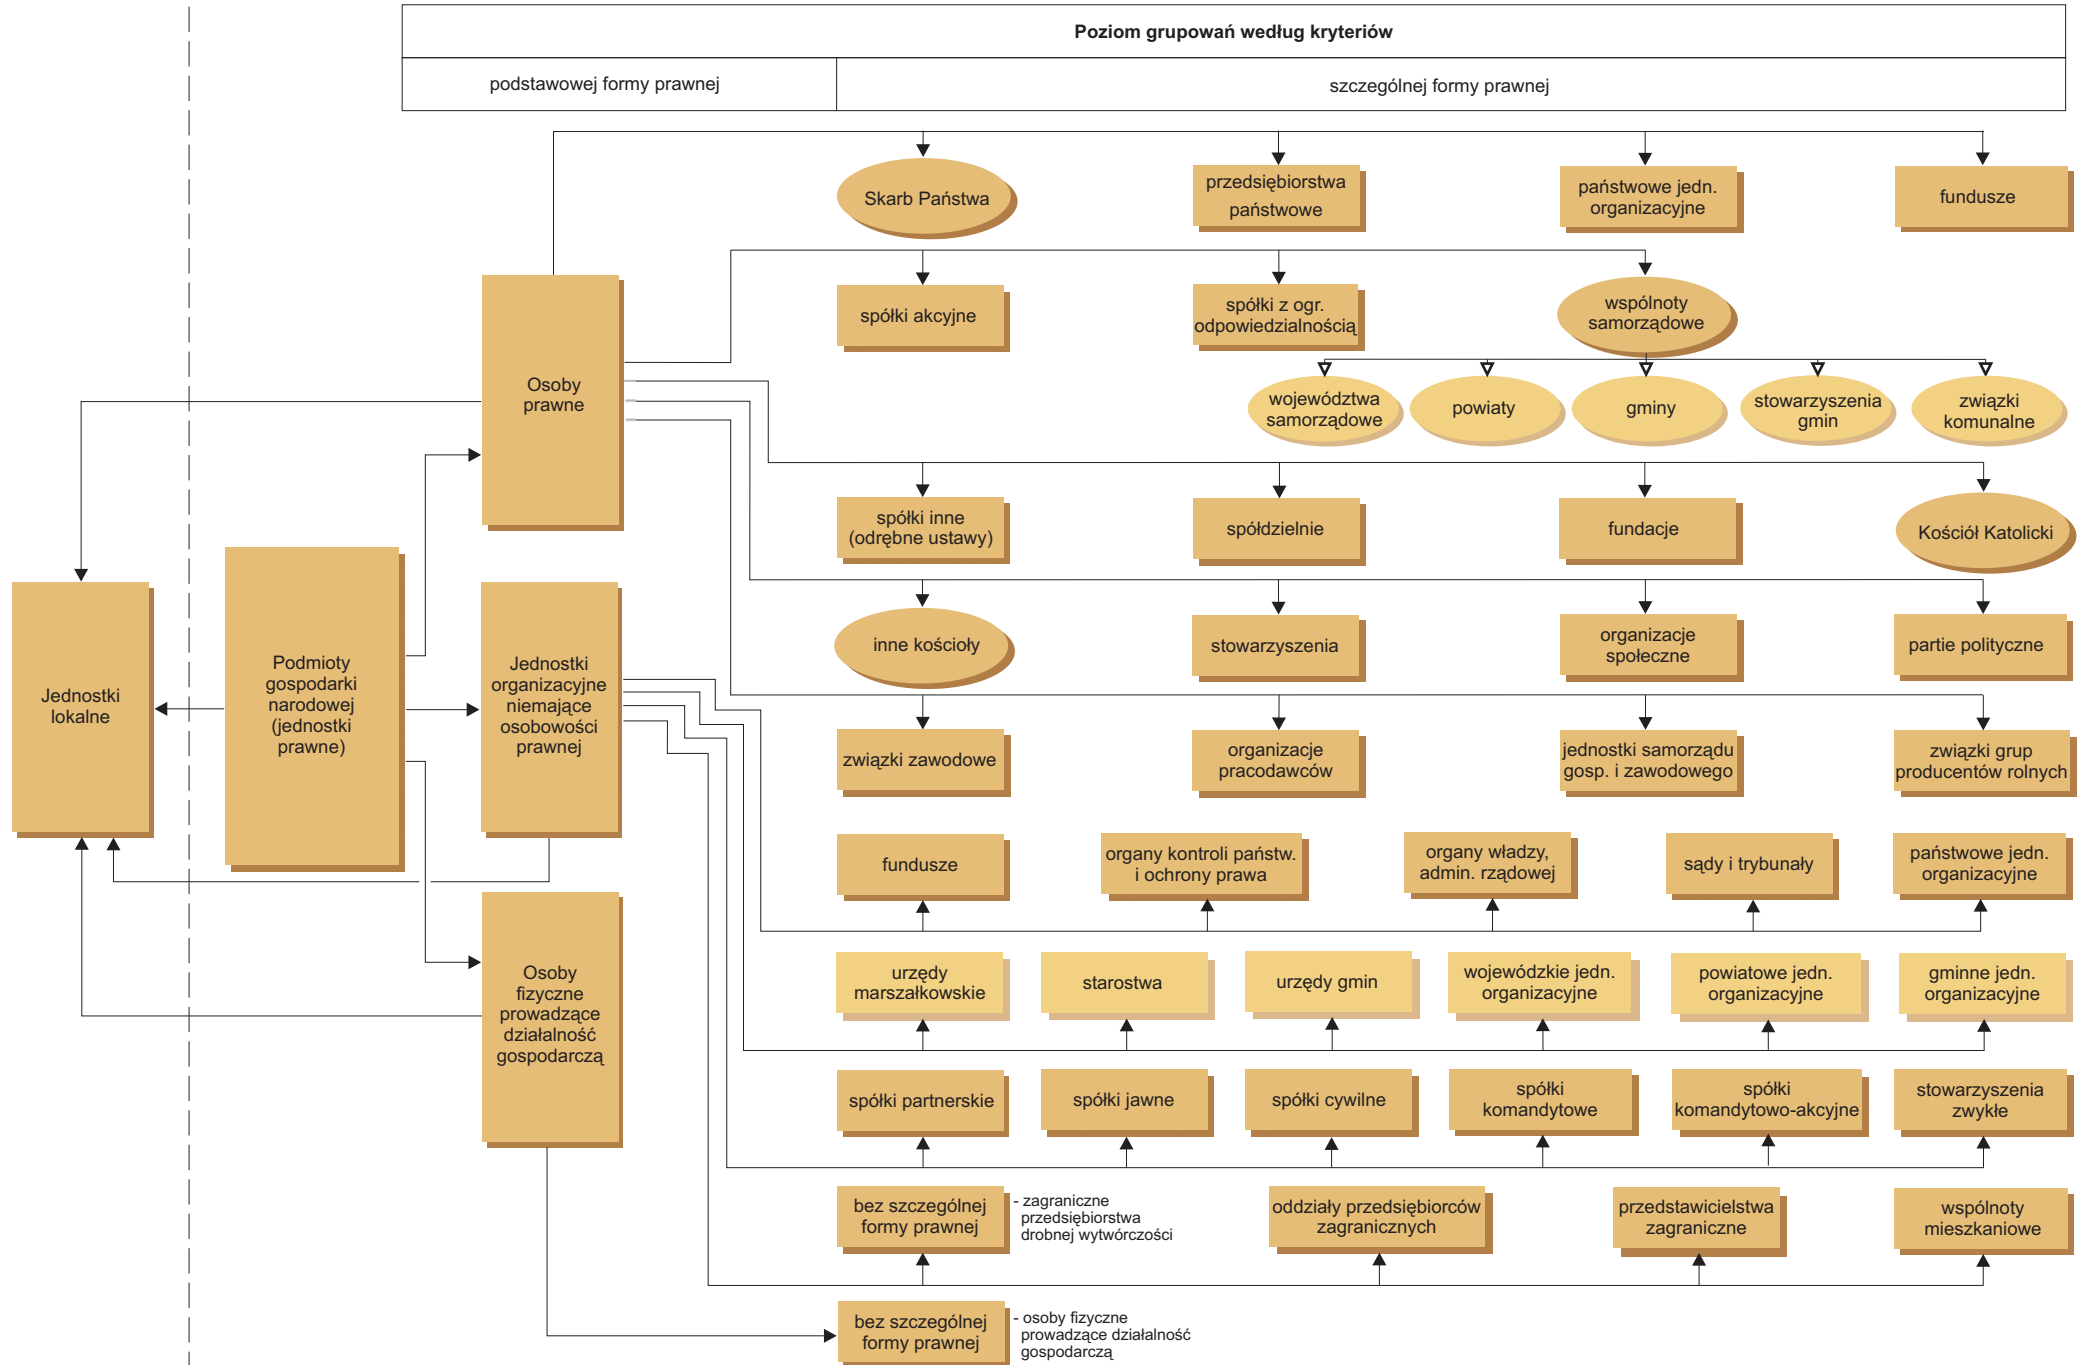 Poziom grupowań według kryteriów
podstawowej formy prawnej
szczególnej formy prawnej
Skarb Państwa
przedsiębiorstwa
państwowe
państwowe jedn.
organizacyjne
fundusze
spółki akcyjne
spółki z ogr.
odpowiedzialnością
wspólnoty
samorządowe
Osoby
prawne
województwa
samorządowe
powiaty
gminy
stowarzyszenia
gmin
związki
komunalne
spółki inne
(odrębne ustawy)
spółdzielnie
fundacje
Kościół Katolicki
inne kościoły
stowarzyszenia
organizacje
społeczne
partie polityczne
Jednostki
lokalne
Podmioty
gospodarki
narodowej
(jednostki
prawne)
Jednostki
organizacyjne
niemające
osobowości
prawnej
związki zawodowe
organizacje
pracodawców
jednostki samorządu
gosp. i zawodowego
związki grup
producentów rolnych
fundusze
organy kontroli państw.
i ochrony prawa
organy władzy,
admin. rządowej
sądy i trybunały
państwowe jedn.
organizacyjne
Osoby
fizyczne
prowadzące
działalność
gospodarczą
urzędy
marszałkowskie
starostwa
urzędy gmin
wojewódzkie jedn.
organizacyjne
powiatowe jedn.
organizacyjne
gminne jedn.
organizacyjne
spółki partnerskie
spółki jawne
spółki cywilne
spółki
komandytowe
spółki
komandytowo-akcyjne
stowarzyszenia
zwykłe
bez szczególnej
formy prawnej
- zagraniczne
przedsiębiorstwa
drobnej wytwórczości
oddziały przedsiębiorców
zagranicznych
przedstawicielstwa
zagraniczne
wspólnoty
mieszkaniowe
bez szczególnej
formy prawnej
- osoby fizyczne
prowadzące działalność
gospodarczą